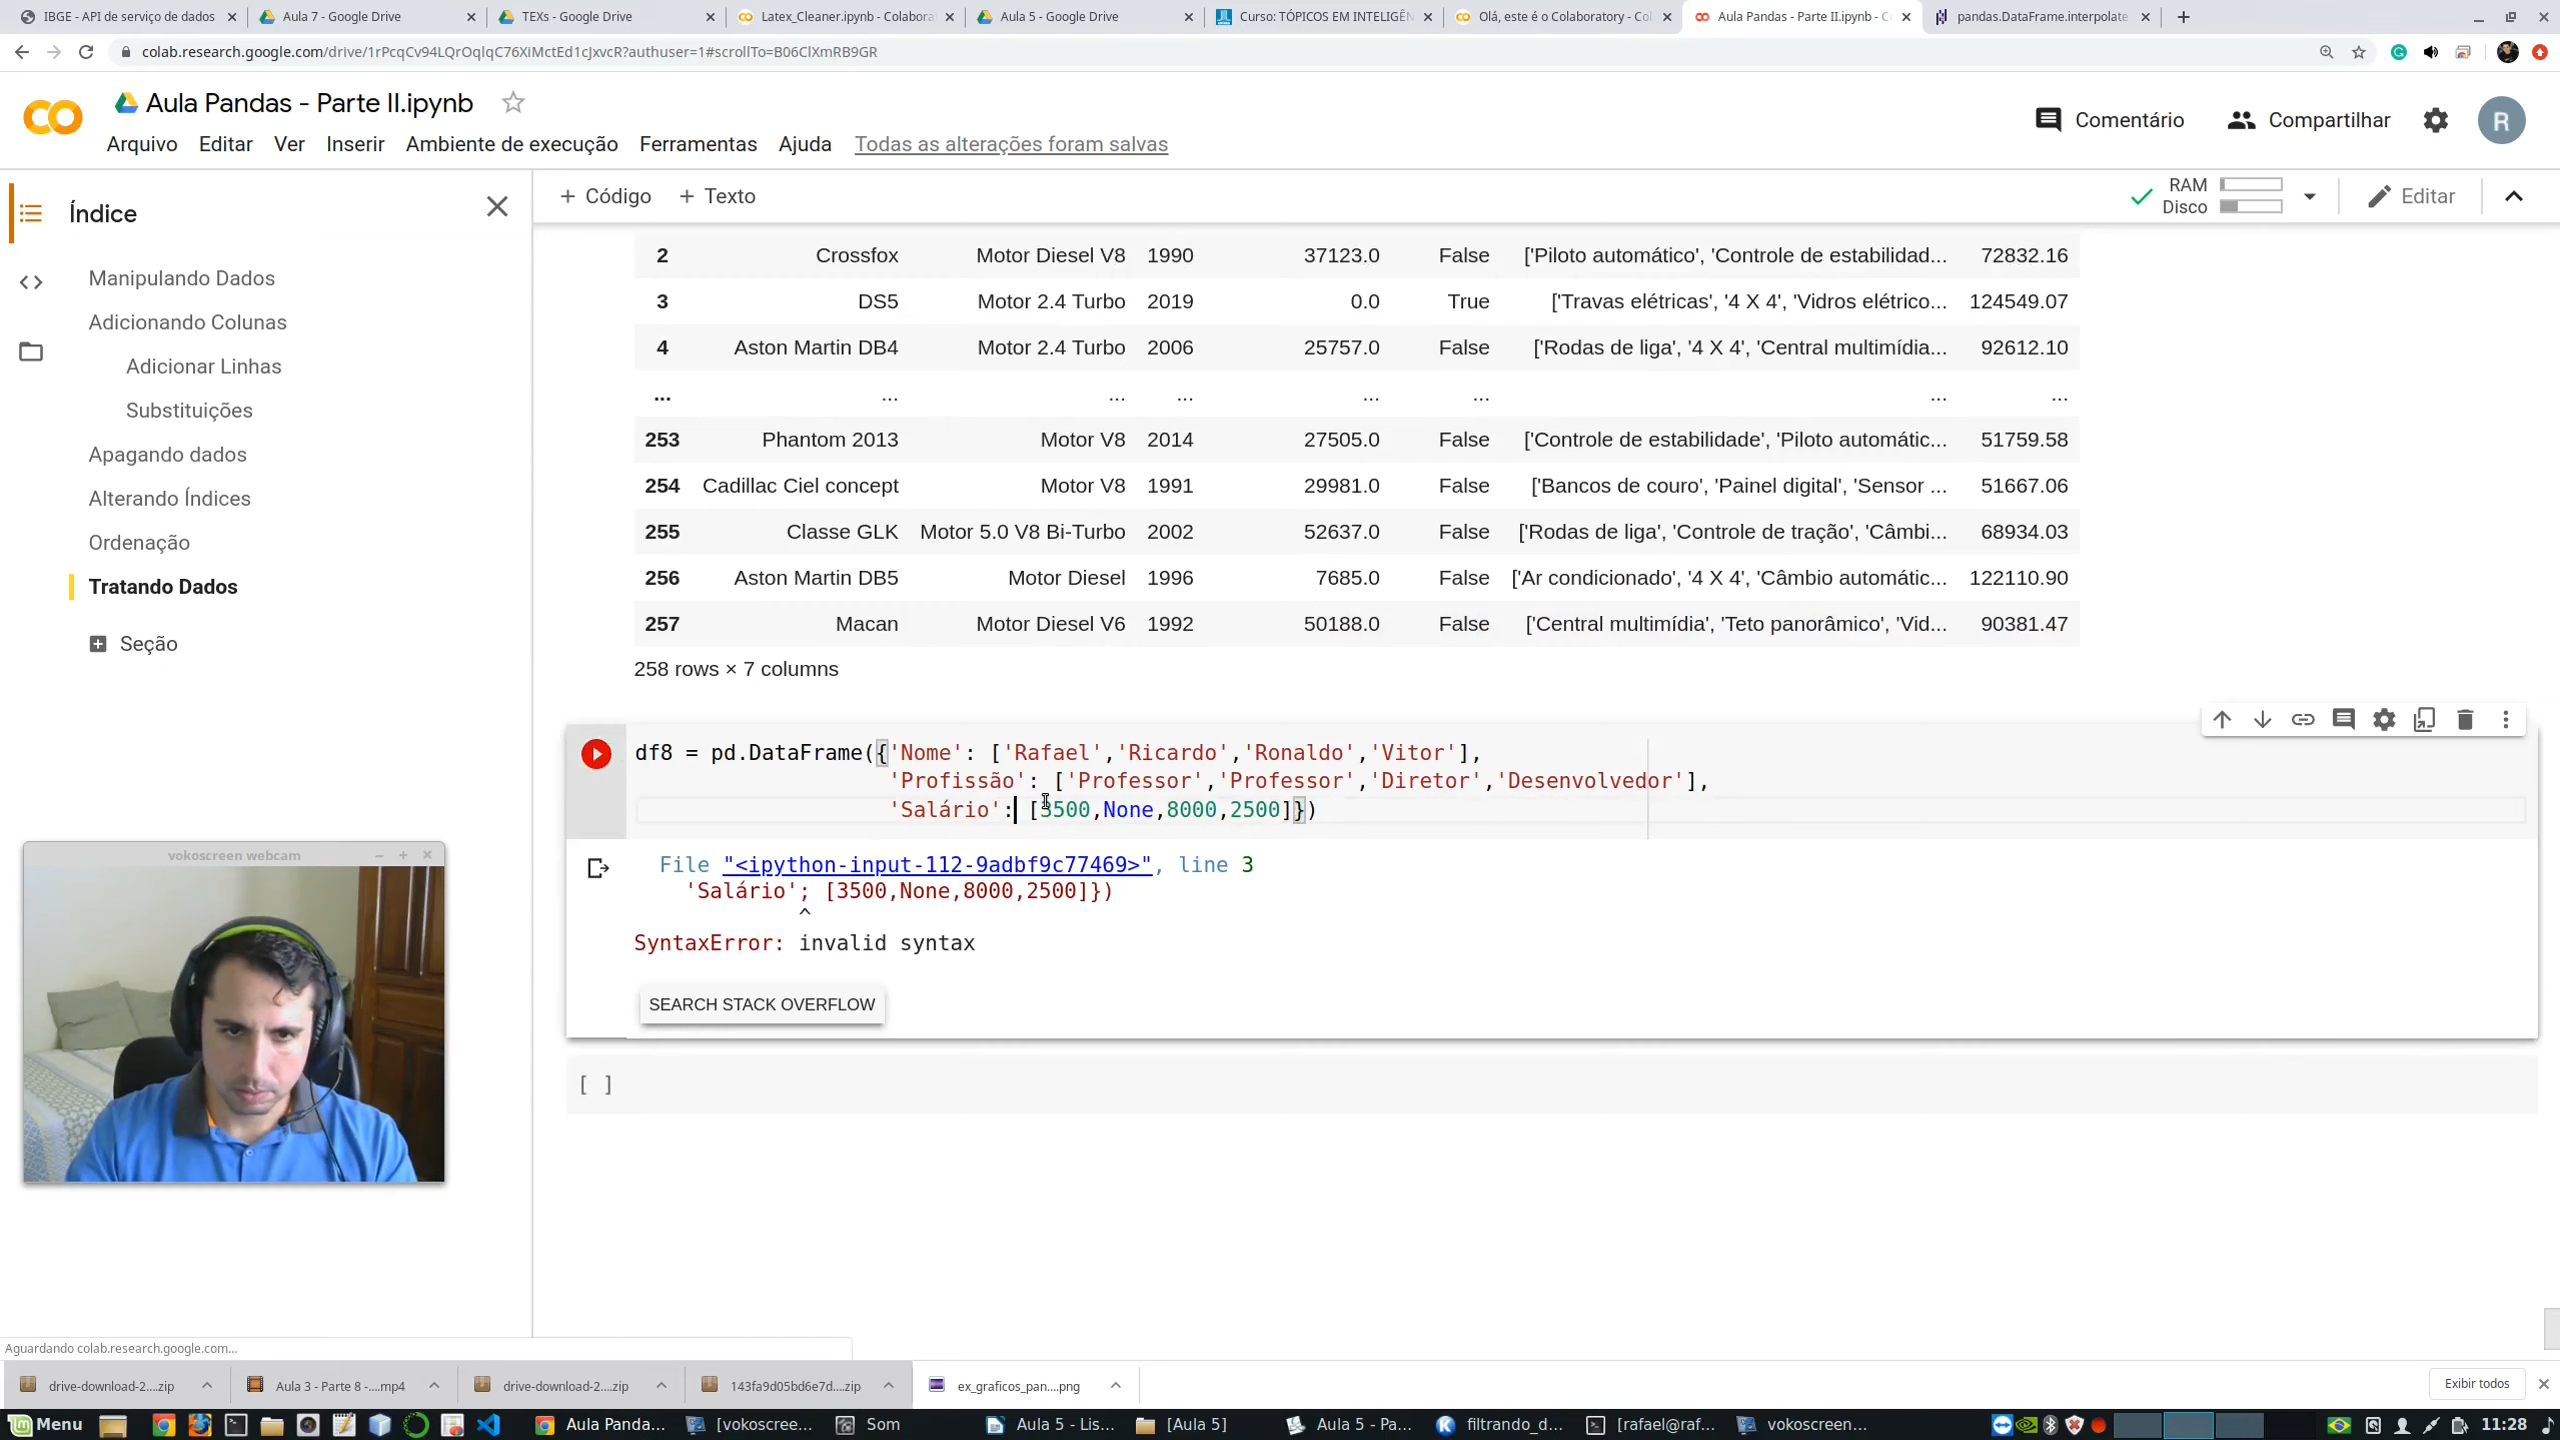 IBGE - API de serviço de dados
Aula 7 - Google Drive
TEXs - Google Drive
Latex_Cleaner.ipynb - Colabora
Aula 5 - Google Drive
Curso: TÓPICOS EM INTELIGÊN
Olá, este é o Colaboratory - Col
Aula Pandas - Parte II.ipynb - C
pandas.DataFrame.interpolate
colab.research.google.com/drive/1rPcqCv94LQrOqlqC76XiMctEd1cJxvcR?authuser=1#scrollTo=B06ClXmRB9GR
Aula Pandas - Parte II.ipynb
Comentário
Compartilhar
R
Arquivo Editar Ver Inserir Ambiente de execução Ferramentas Ajuda Todas as alterações foram salvas
Índice
+ Código + Texto
RAM
Disco
Editar
Manipulando Dados
Adicionando Colunas
Adicionar Linhas
Substituições
Apagando dados
Alterando Índices
Ordenação
Tratando Dados
Seção
2 Crossfox Motor Diesel V8 1990 37123.0 False ['Piloto automático', 'Controle de estabilidad... 72832.16
3 DS5 Motor 2.4 Turbo 2019 0.0 True ['Travas elétricas', '4 X 4', 'Vidros elétrico... 124549.07
4 Aston Martin DB4 Motor 2.4 Turbo 2006 25757.0 False ['Rodas de liga', '4 X 4', 'Central multimídia... 92612.10
... ... ... ... ... ... ... ...
253 Phantom 2013 Motor V8 2014 27505.0 False ['Controle de estabilidade', 'Piloto automátic... 51759.58
254 Cadillac Ciel concept Motor V8 1991 29981.0 False ['Bancos de couro', 'Painel digital', 'Sensor ... 51667.06
255 Classe GLK Motor 5.0 V8 Bi-Turbo 2002 52637.0 False ['Rodas de liga', 'Controle de tração', 'Câmbi... 68934.03
256 Aston Martin DB5 Motor Diesel 1996 7685.0 False ['Ar condicionado', '4 X 4', 'Câmbio automátic... 122110.90
257 Macan Motor Diesel V6 1992 50188.0 False ['Central multimídia', 'Teto panorâmico', 'Vid... 90381.47
258 rows × 7 columns
df8 = pd.DataFrame({'Nome': ['Rafael','Ricardo','Ronaldo','Vitor'],
'Profissão': ['Professor','Professor','Diretor','Desenvolvedor'],
'Salário': [3500,None,8000,2500]})
File "<ipython-input-112-9adbf9c77469>", line 3
'Salário'; [3500,None,8000,2500]})
^
SyntaxError: invalid syntax
SEARCH STACK OVERFLOW
[ ]
vokoscreen webcam
Aguardando colab.research.google.com...
drive-download-2....zip
Aula 3 - Parte 8 -....mp4
drive-download-2....zip
143fa9d05bd6e7d....zip
ex_graficos_pan....png
Exibir todos
Menu
Aula Panda...
[vokoscree...
Som
Aula 5 - Lis...
[Aula 5]
Aula 5 - Pa...
filtrando_d...
[rafael@raf...
vokoscreen...
11:28